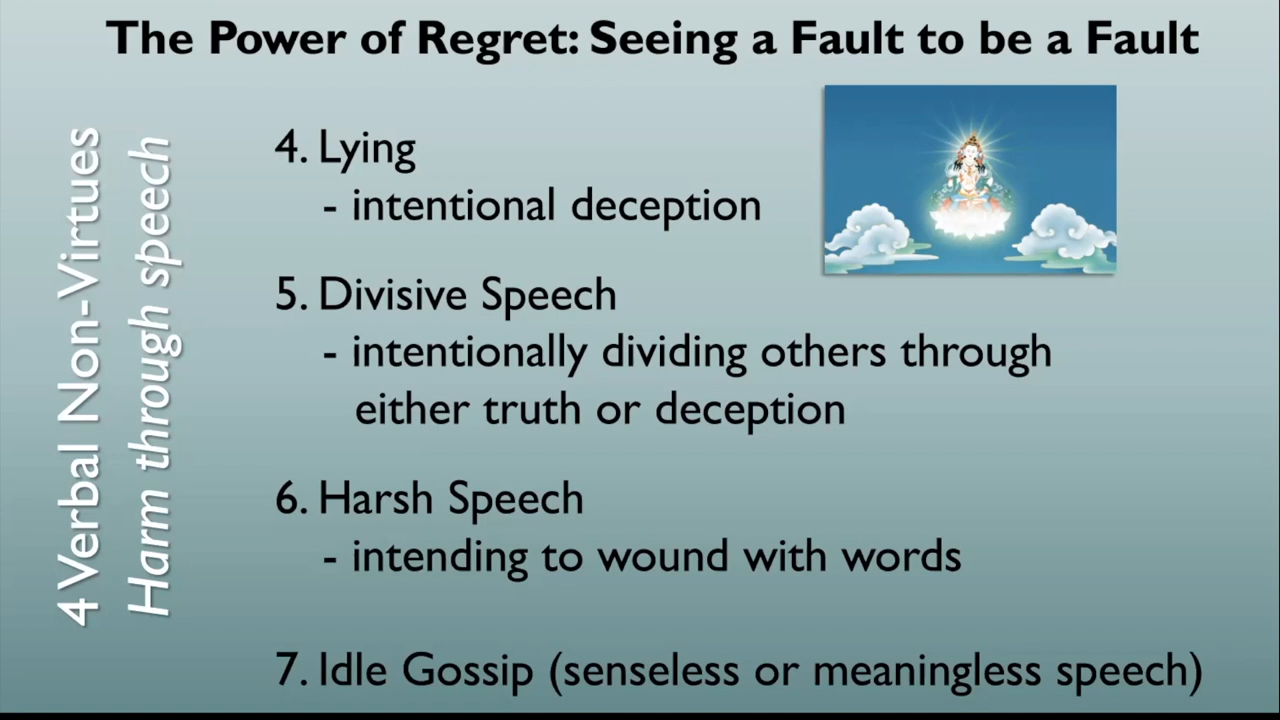 The Power of Regret: Seeing a Fault to be a Fault
4 Verbal Non-Virtues
Harm through speech
4. Lying
- intentional deception
5. Divisive Speech
- intentionally dividing others through
either truth or deception
6. Harsh Speech
- intending to wound with words
7. Idle Gossip (senseless or meaningless speech)